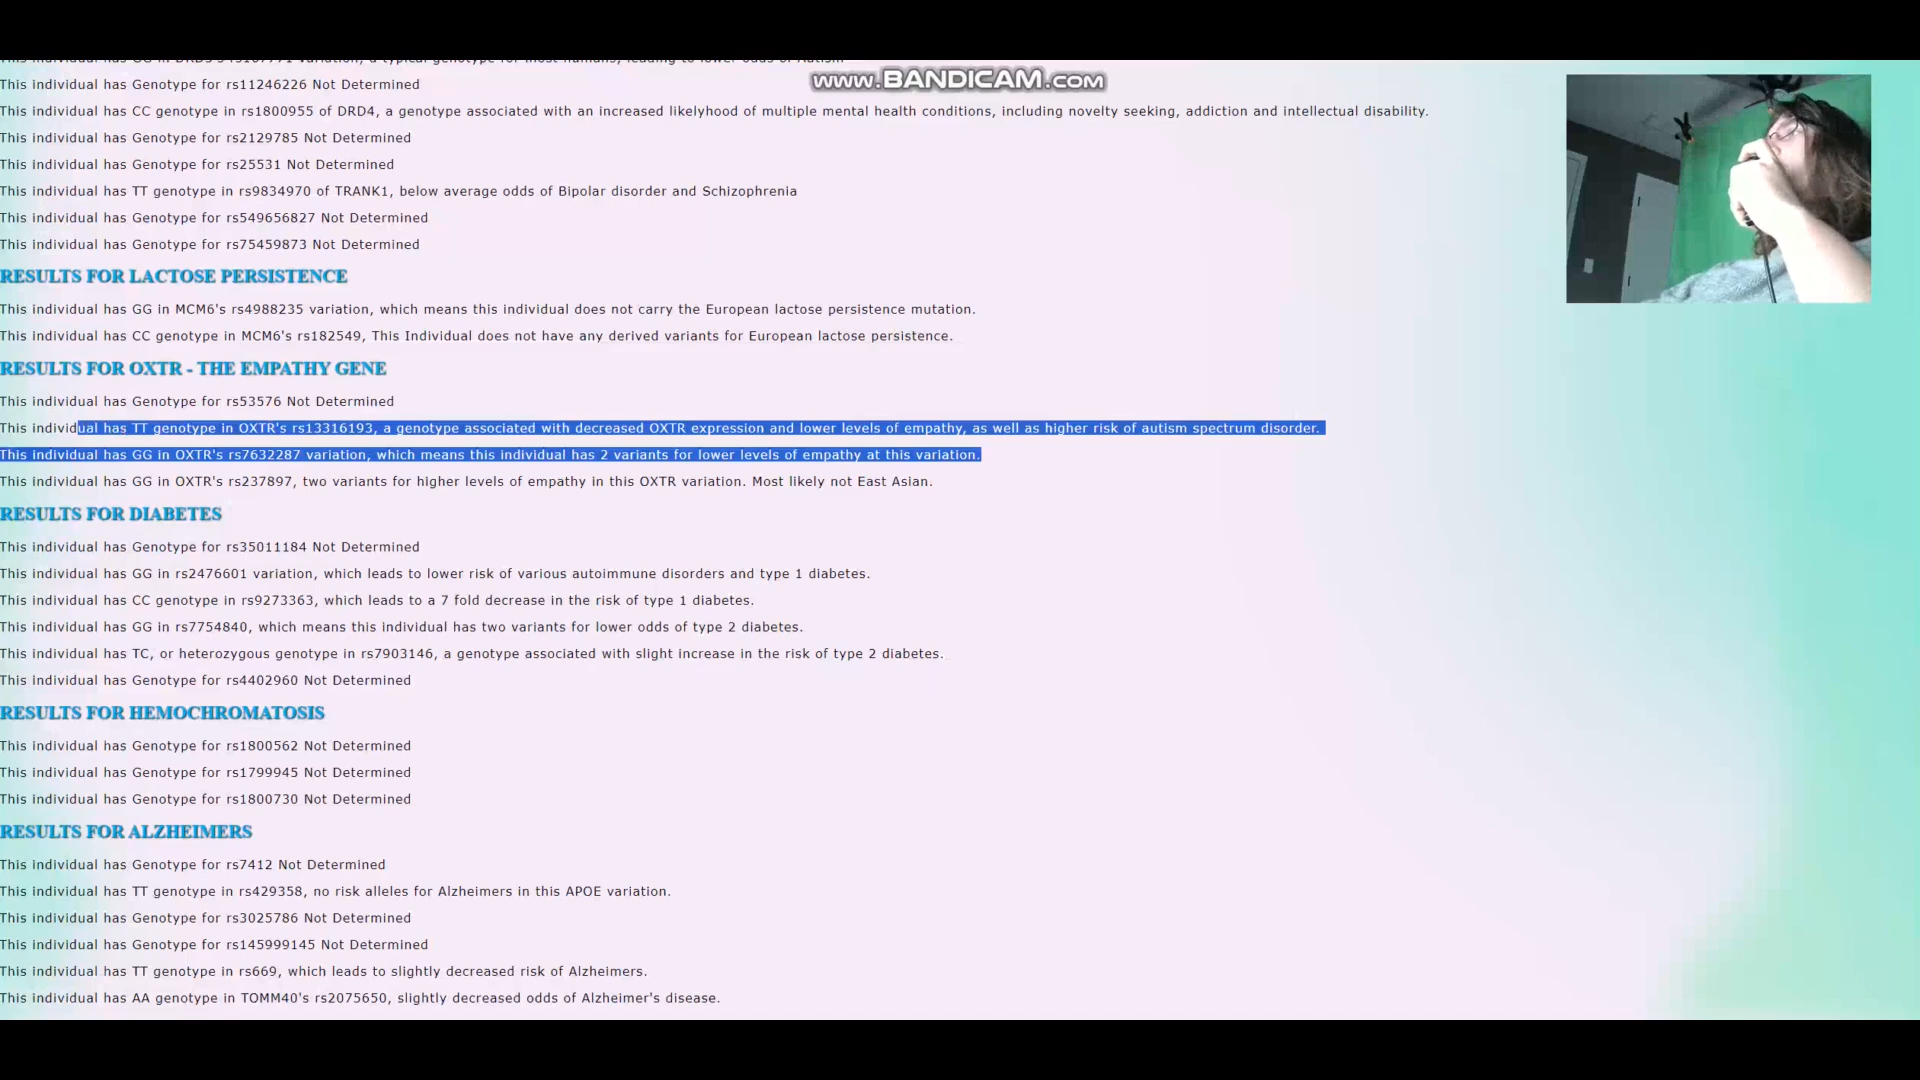 This individual has GG in DRD3's rs167771 variation, a typical genotype for most humans, leading to lower odds of Autism
www.BANDICAM.com
This individual has Genotype for rs11246226 Not Determined
This individual has CC genotype in rs1800955 of DRD4, a genotype associated with an increased likelyhood of multiple mental health conditions, including novelty seeking, addiction and intellectual disability.
This individual has Genotype for rs2129785 Not Determined
This individual has Genotype for rs25531 Not Determined
This individual has TT genotype in rs9834970 of TRANK1, below average odds of Bipolar disorder and Schizophrenia
This individual has Genotype for rs549656827 Not Determined
This individual has Genotype for rs75459873 Not Determined
RESULTS FOR LACTOSE PERSISTENCE
This individual has GG in MCM6's rs4988235 variation, which means this individual does not carry the European lactose persistence mutation.
This individual has CC genotype in MCM6's rs182549, This Individual does not have any derived variants for European lactose persistence.
RESULTS FOR OXTR - THE EMPATHY GENE
This individual has Genotype for rs53576 Not Determined
This individual has TT genotype in OXTR's rs13316193, a genotype associated with decreased OXTR expression and lower levels of empathy, as well as higher risk of autism spectrum disorder.
This individual has GG in OXTR's rs7632287 variation, which means this individual has 2 variants for lower levels of empathy at this variation.
This individual has GG in OXTR's rs237897, two variants for higher levels of empathy in this OXTR variation. Most likely not East Asian.
RESULTS FOR DIABETES
This individual has Genotype for rs35011184 Not Determined
This individual has GG in rs2476601 variation, which leads to lower risk of various autoimmune disorders and type 1 diabetes.
This individual has CC genotype in rs9273363, which leads to a 7 fold decrease in the risk of type 1 diabetes.
This individual has GG in rs7754840, which means this individual has two variants for lower odds of type 2 diabetes.
This individual has TC, or heterozygous genotype in rs7903146, a genotype associated with slight increase in the risk of type 2 diabetes.
This individual has Genotype for rs4402960 Not Determined
RESULTS FOR HEMOCHROMATOSIS
This individual has Genotype for rs1800562 Not Determined
This individual has Genotype for rs1799945 Not Determined
This individual has Genotype for rs1800730 Not Determined
RESULTS FOR ALZHEIMERS
This individual has Genotype for rs7412 Not Determined
This individual has TT genotype in rs429358, no risk alleles for Alzheimers in this APOE variation.
This individual has Genotype for rs3025786 Not Determined
This individual has Genotype for rs145999145 Not Determined
This individual has TT genotype in rs669, which leads to slightly decreased risk of Alzheimers.
This individual has AA genotype in TOMM40's rs2075650, slightly decreased odds of Alzheimer's disease.